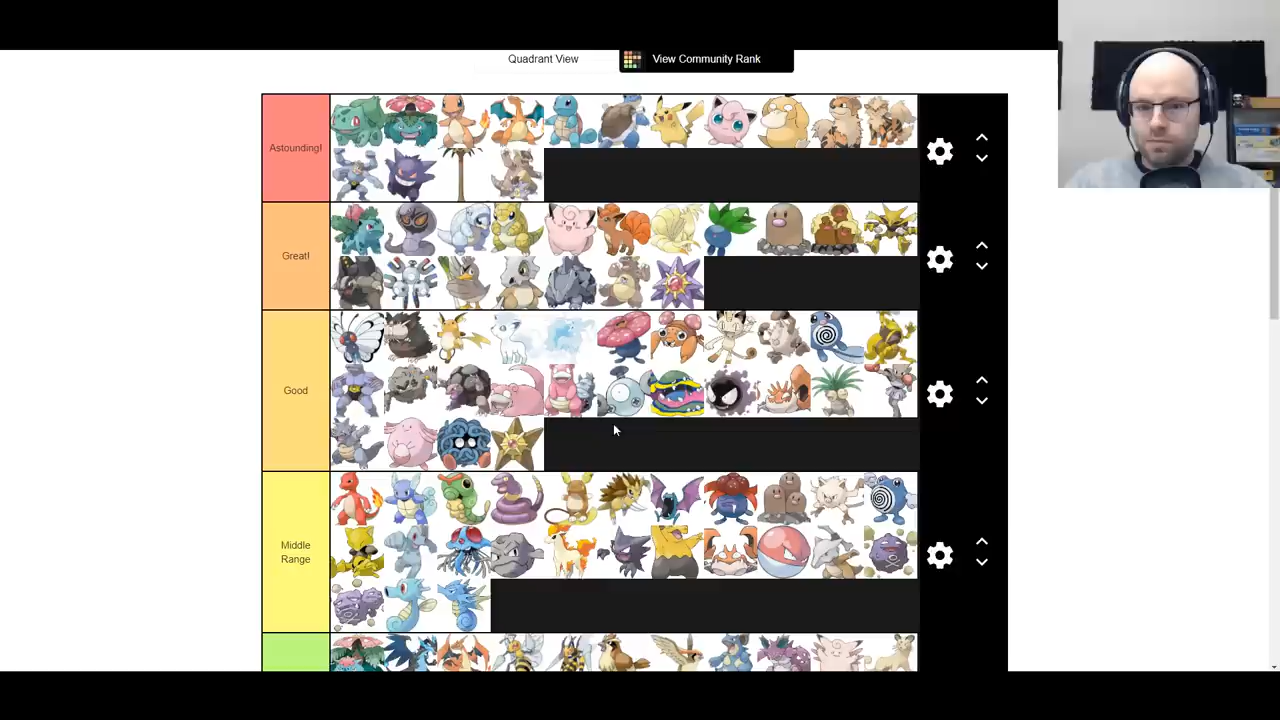 Quadrant View
View Community Rank
Astounding!
Great!
Good
Middle
Range